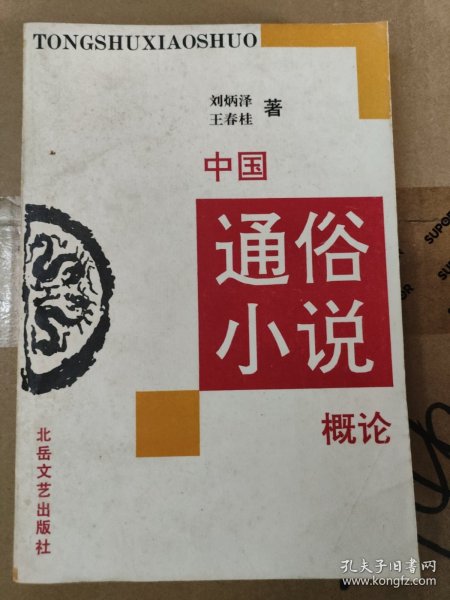 TONGSHUXIAOSHUO
刘炳泽
王春桂
著
中国
通俗
小说
概论
北岳文艺出版社
SUPOR
孔夫子旧书网
www.kongfz.com